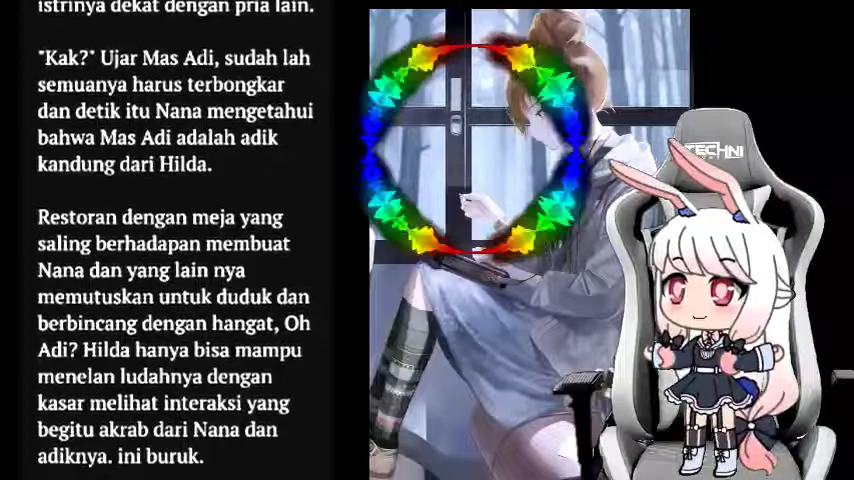 istrinya dekat dengan pria lain.
"Kak?" Ujar Mas Adi, sudah lah
semuanya harus terbongkar
dan detik itu Nana mengetahui
bahwa Mas Adi adalah adik
kandung dari Hilda.
Restoran dengan meja yang
saling berhadapan membuat
Nana dan yang lain nya
memutuskan untuk duduk dan
berbincang dengan hangat, Oh
Adi? Hilda hanya bisa mampu
menelan ludahnya dengan
kasar melihat interaksi yang
begitu akrab dari Nana dan
adiknya. ini buruk.
TECHNI